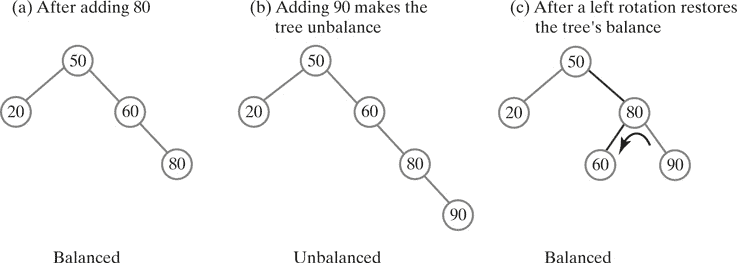 (a) After adding 80
50
20
60
80
Balanced
(b) Adding 90 makes the
tree unbalance
50
20
60
80
90
Unbalanced
(c) After a left rotation restores
the tree's balance
50
20
80
60
90
Balanced